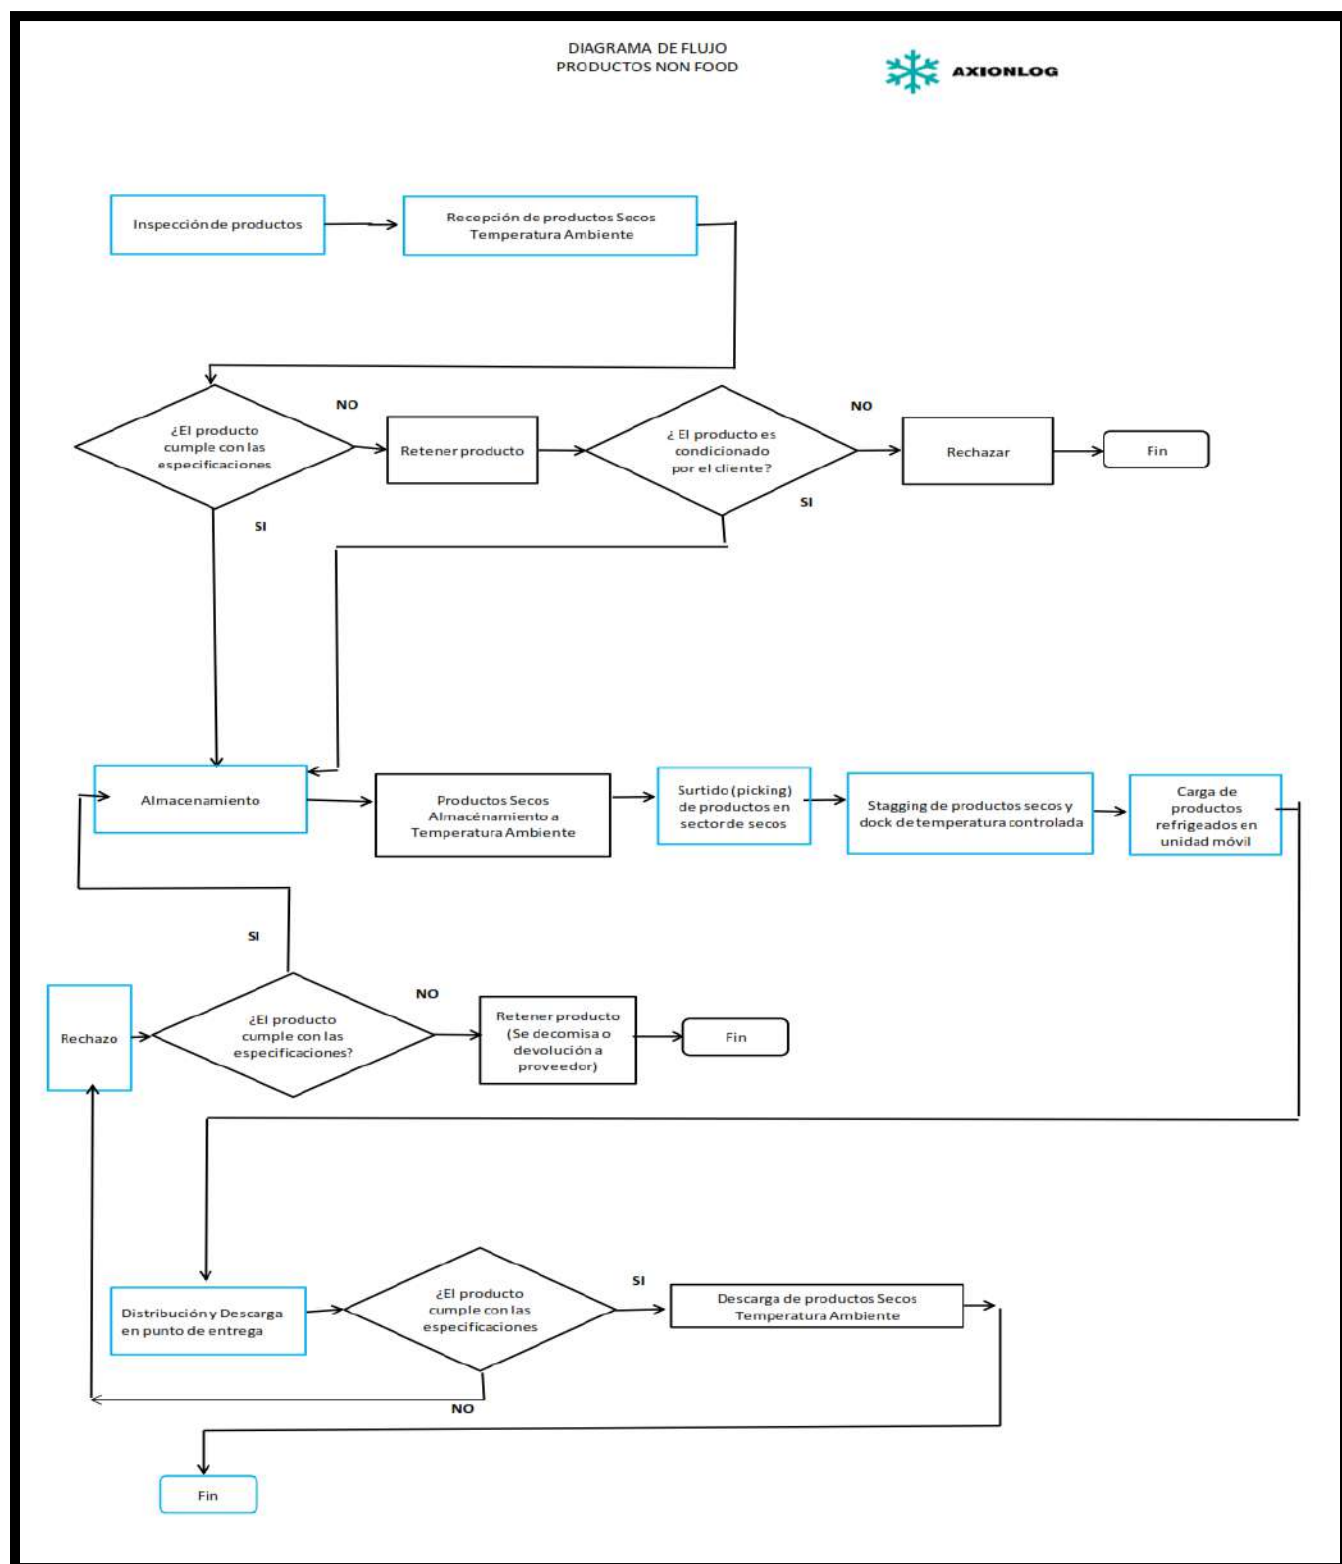 DIAGRAMA DE FLUJO
PRODUCTOS NON FOOD
AXIONLOG
Inspección de productos
Recepción de productos Secos
Temperatura Ambiente
¿El producto
cumple con las
especificaciones
NO
Retener producto
¿ El producto es
condicionado
por el cliente?
NO
Rechazar
Fin
SI
SI
Almacenamiento
Productos Secos
Almacénamiento a
Temperatura Ambiente
Surtido (picking)
de productos en
sector de secos
Stagging de productos secos y
dock de temperatura controlada
Carga de
productos
refrigeados en
unidad móvil
SI
Rechazo
¿El producto
cumple con las
especificaciones?
NO
Retener producto
(Se decomisa o
devolución a
proveedor)
Fin
Distribución y Descarga
en punto de entrega
¿El producto
cumple con las
especificaciones
SI
Descarga de productos Secos
Temperatura Ambiente
NO
Fin